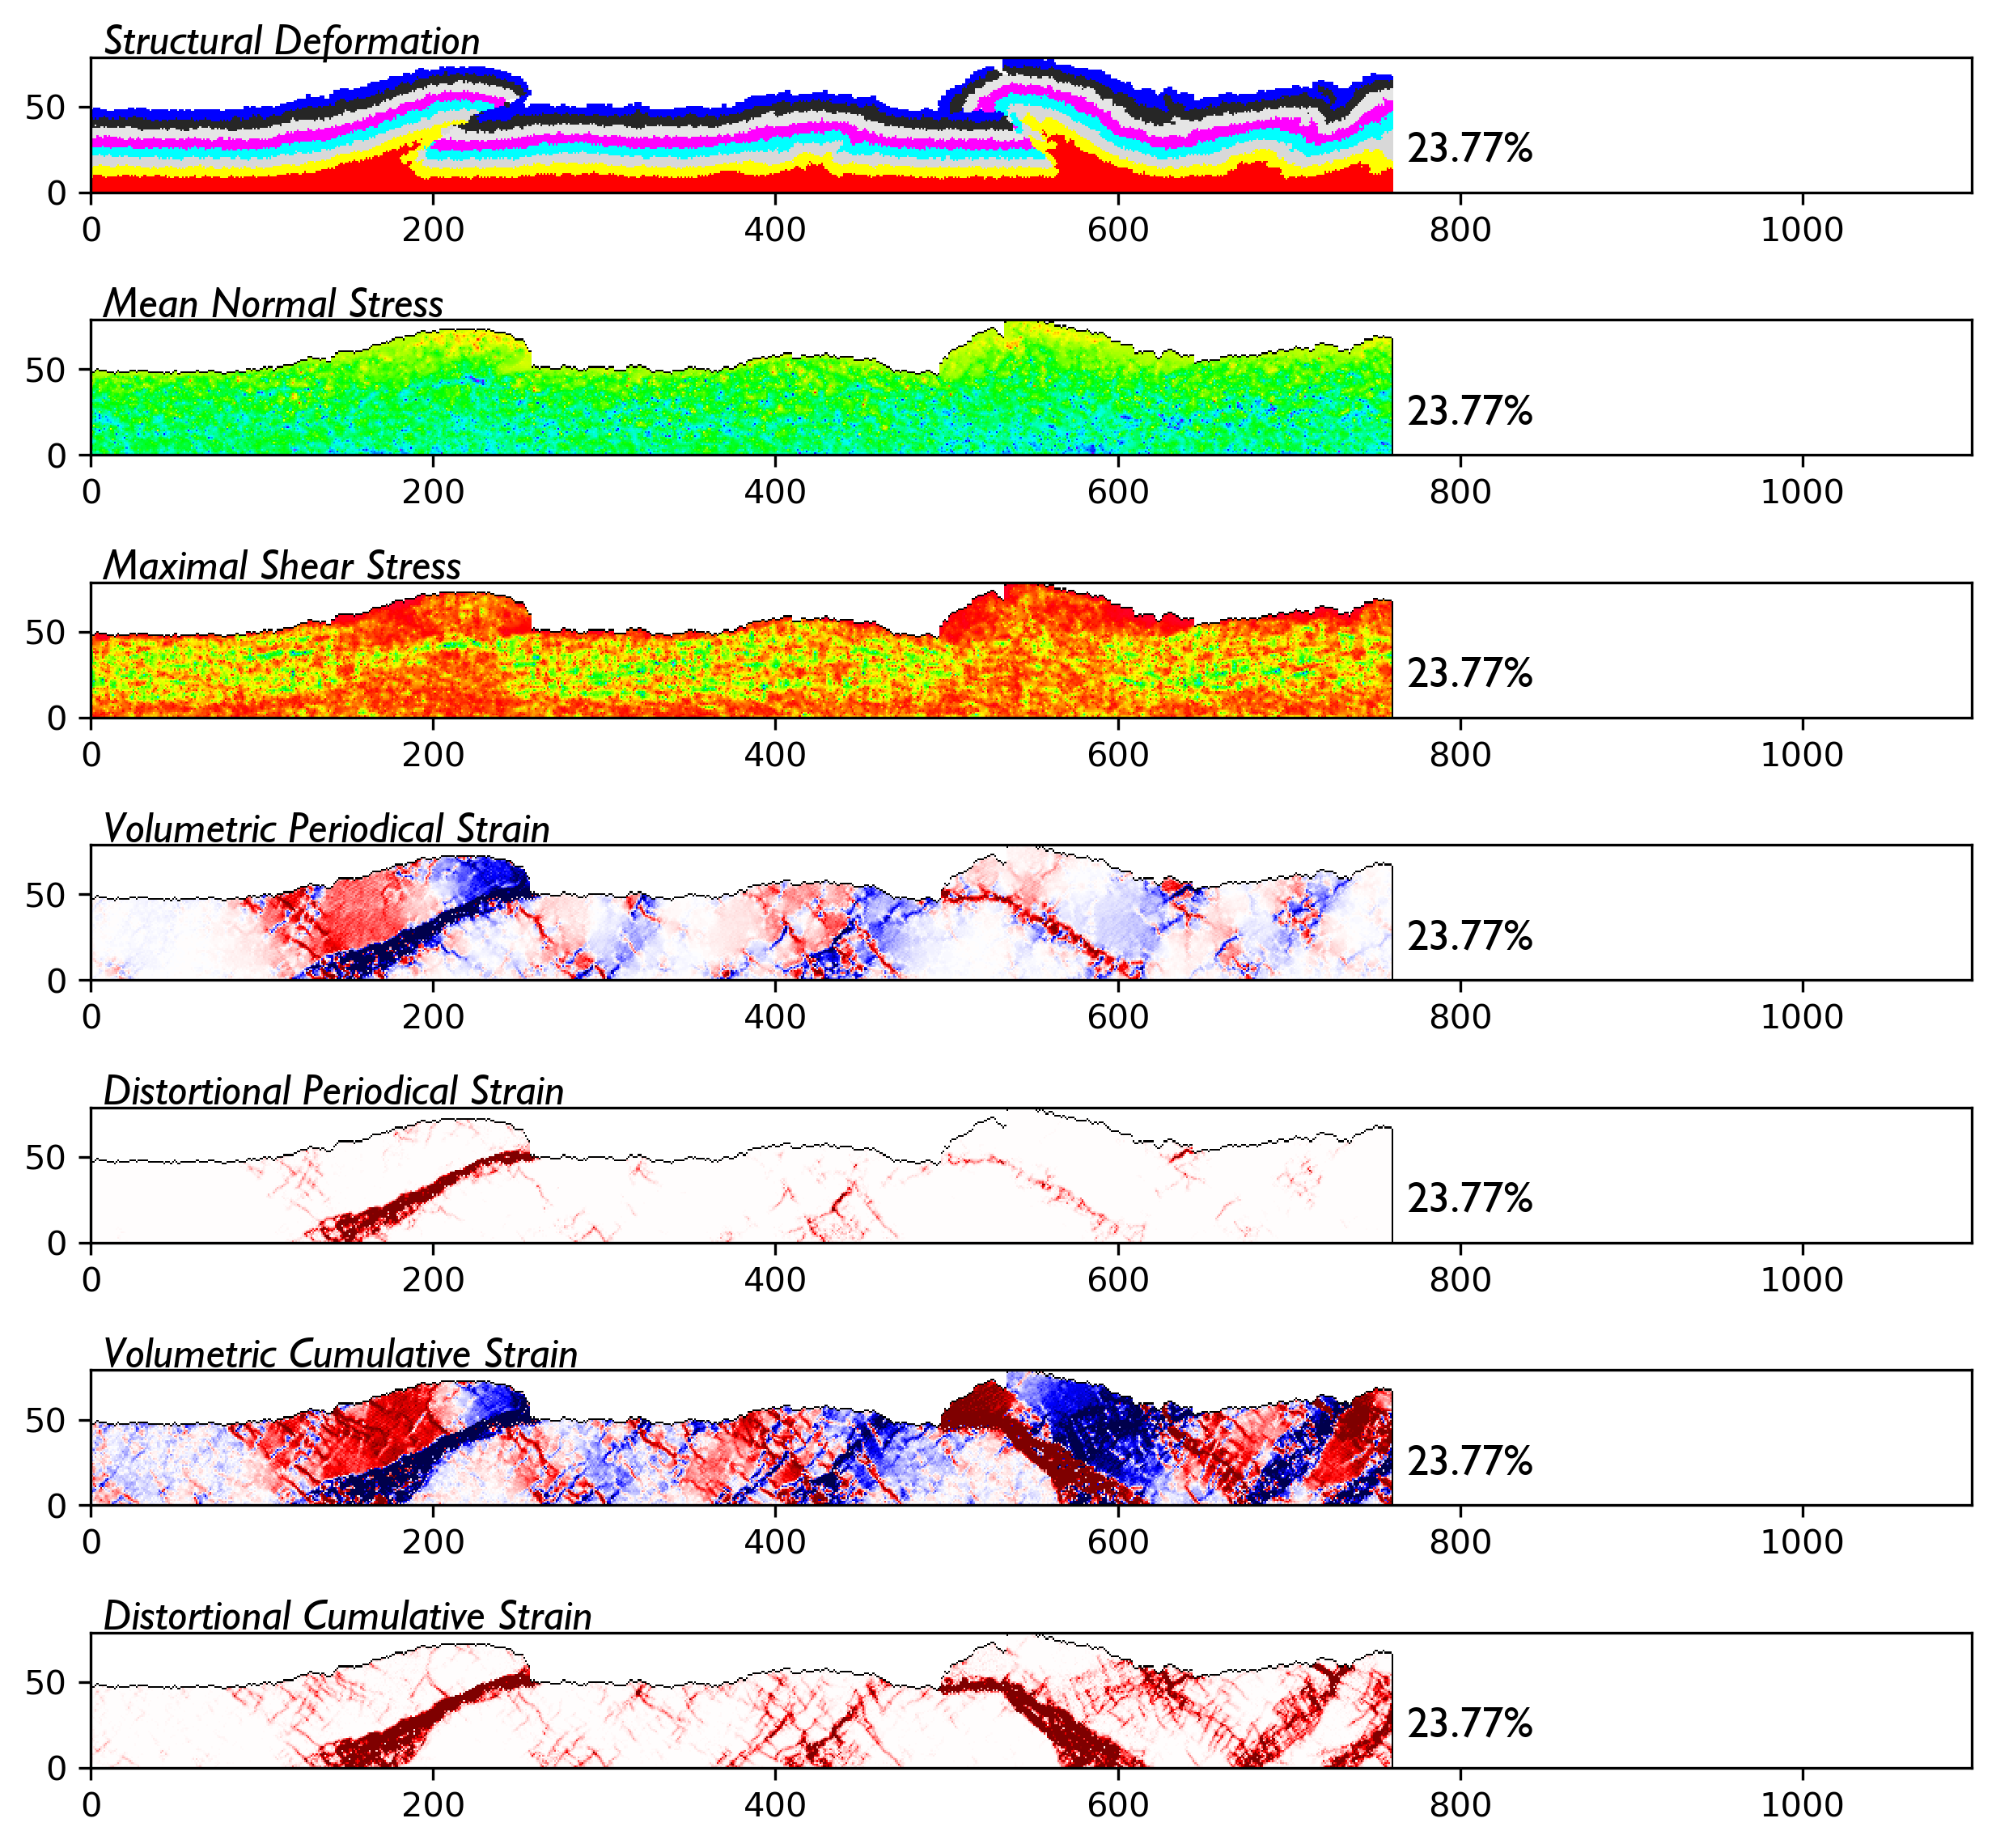 Structural Deformation
50
0
23.77%
0 200 400 600 800 1000
Mean Normal Stress
50
0
23.77%
0 200 400 600 800 1000
Maximal Shear Stress
50
0
23.77%
0 200 400 600 800 1000
Volumetric Periodical Strain
50
0
23.77%
0 200 400 600 800 1000
Distortional Periodical Strain
50
0
23.77%
0 200 400 600 800 1000
Volumetric Cumulative Strain
50
0
23.77%
0 200 400 600 800 1000
Distortional Cumulative Strain
50
0
23.77%
0 200 400 600 800 1000